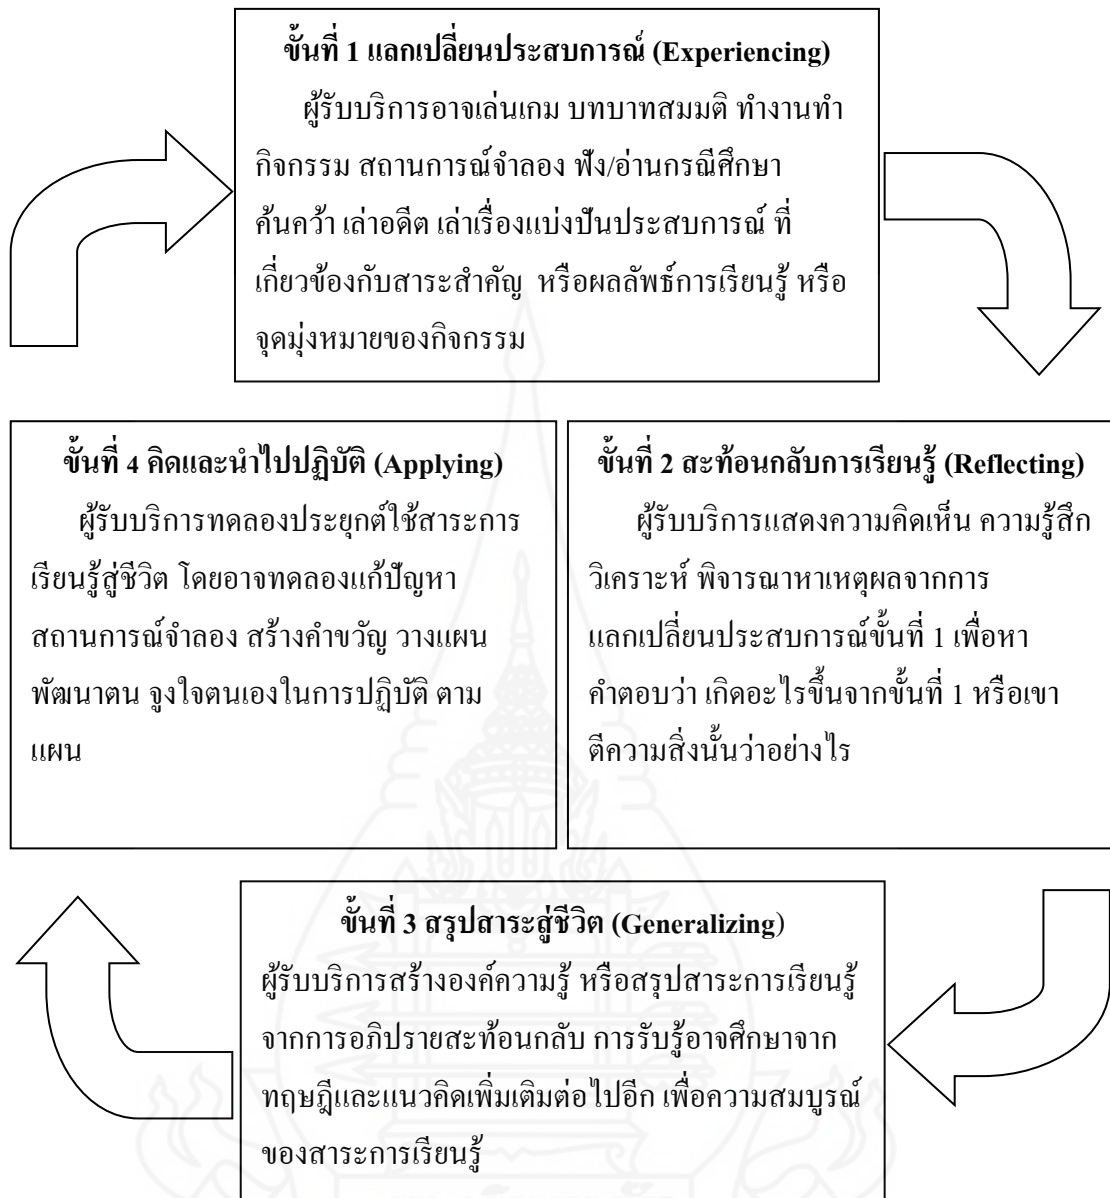 ขั้นที่ 1 แลกเปลี่ยนประสบการณ์ (Experiencing)
ผู้รับบริการอาจเล่นเกม บทบาทสมมติ ทำงานทำ
กิจกรรม สถานการณ์จำลอง ฟัง/อ่านกรณีศึกษา
ค้นคว้า เล่าอดีต เล่าเรื่องแบ่งปันประสบการณ์ ที่
เกี่ยวข้องกับสาระสำคัญ หรือผลลัพธ์การเรียนรู้ หรือ
จุดมุ่งหมายของกิจกรรม
ขั้นที่ 4 คิดและนำไปปฏิบัติ (Applying)
ผู้รับบริการทดลองประยุกต์ใช้สาระการ
เรียนรู้สู่ชีวิต โดยอาจทดลองแก้ปัญหา
สถานการณ์จำลอง สร้างคำขวัญ วางแผน
พัฒนาตน จูงใจตนเองในการปฏิบัติ ตาม
แผน
ขั้นที่ 2 สะท้อนกลับการเรียนรู้ (Reflecting)
ผู้รับบริการแสดงความคิดเห็น ความรู้สึก
วิเคราะห์ พิจารณาหาเหตุผลจากการ
แลกเปลี่ยนประสบการณ์ขั้นที่ 1 เพื่อหา
คำตอบว่า เกิดอะไรขึ้นจากขั้นที่ 1 หรือเขา
ตีความสิ่งนั้นว่าอย่างไร
ขั้นที่ 3 สรุปสาระสู่ชีวิต (Generalizing)
ผู้รับบริการสร้างองค์ความรู้ หรือสรุปสาระการเรียนรู้
จากการอภิปรายสะท้อนกลับ การรับรู้อาจศึกษาจาก
ทฤษฎีและแนวคิดเพิ่มเติมต่อไปอีก เพื่อความสมบูรณ์
ของสาระการเรียนรู้